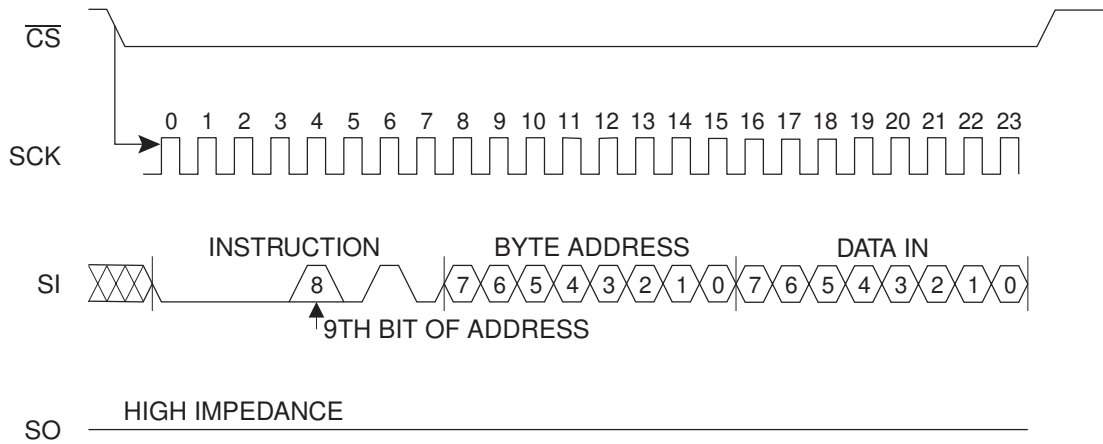 CS
0 1 2 3 4 5 6 7 8 9 10 11 12 13 14 15 16 17 18 19 20 21 22 23
SCK
INSTRUCTION BYTE ADDRESS DATA IN
SI 8 7 6 5 4 3 2 1 0 7 6 5 4 3 2 1 0
9TH BIT OF ADDRESS
HIGH IMPEDANCE
SO